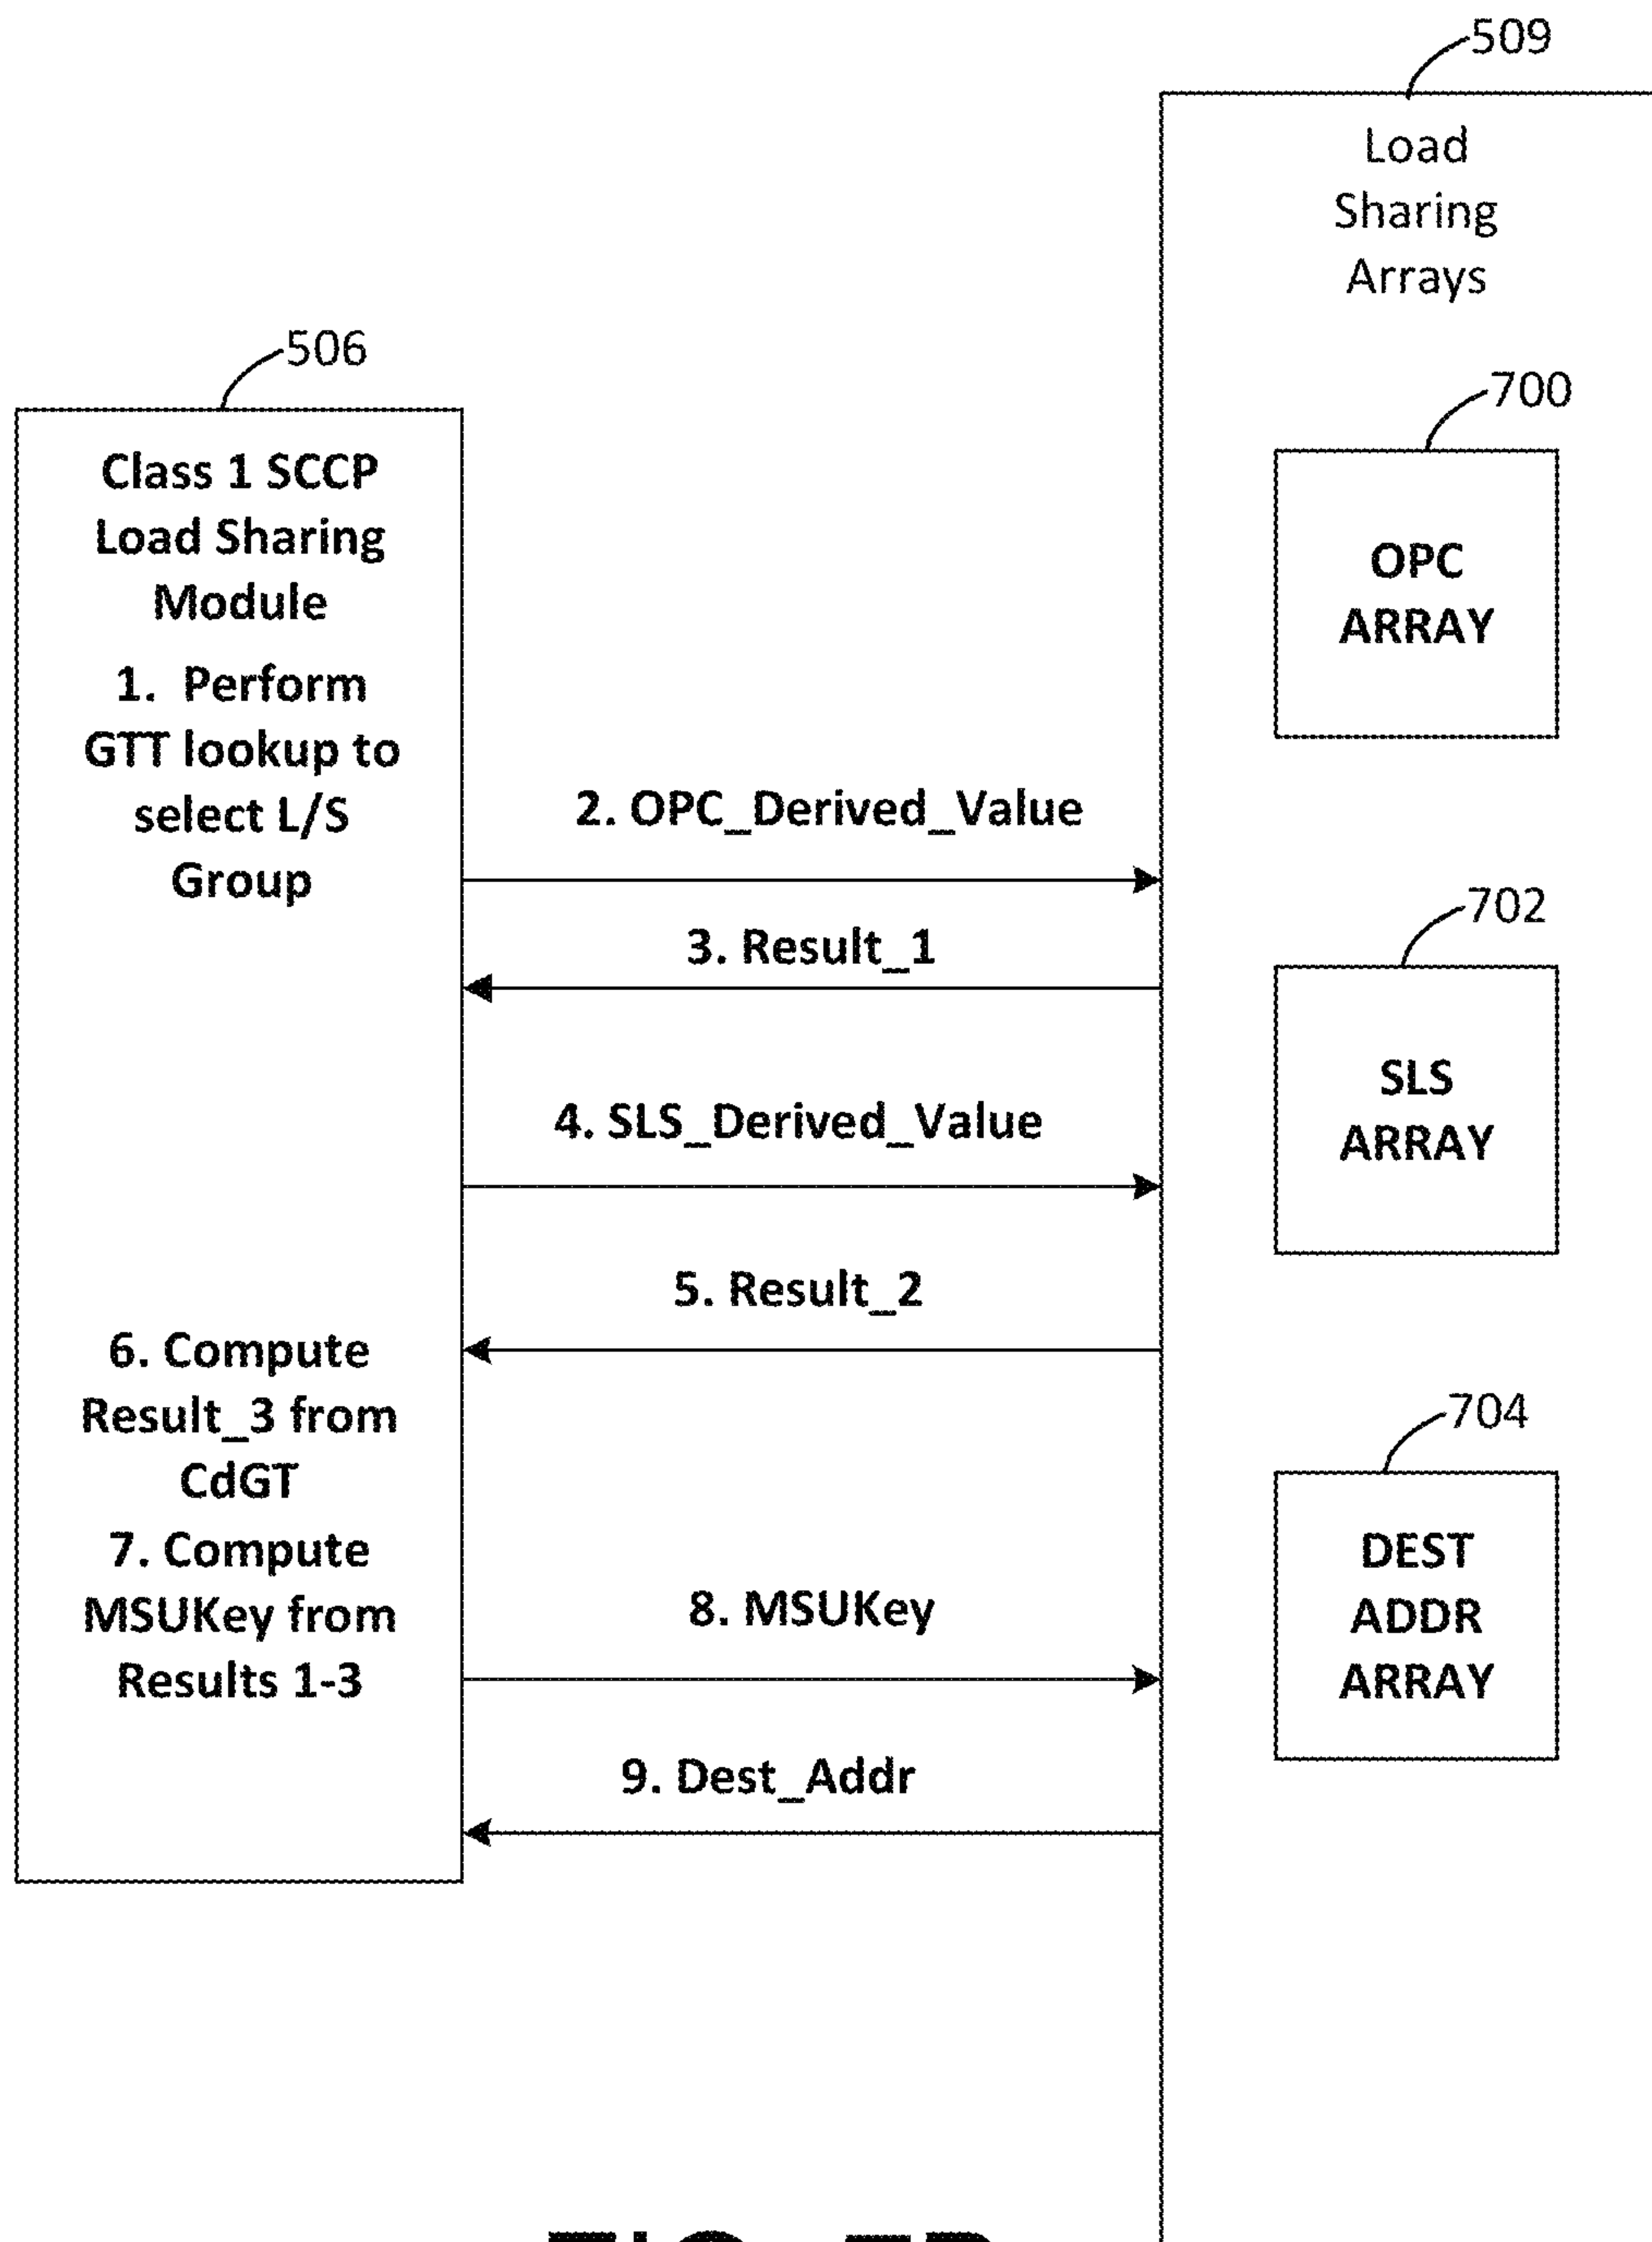 509
Load
Sharing
Arrays
506
Class 1 SCCP
Load Sharing
Module
1. Perform
GTT lookup to
select L/S
Group
700
OPC
ARRAY
2. OPC_Derived_Value
3. Result_1
702
SLS
ARRAY
4. SLS_Derived_Value
5. Result_2
6. Compute
Result_3 from
CdGT
7. Compute
MSUKey from
Results 1-3
704
DEST
ADDR
ARRAY
8. MSUKey
9. Dest_Addr